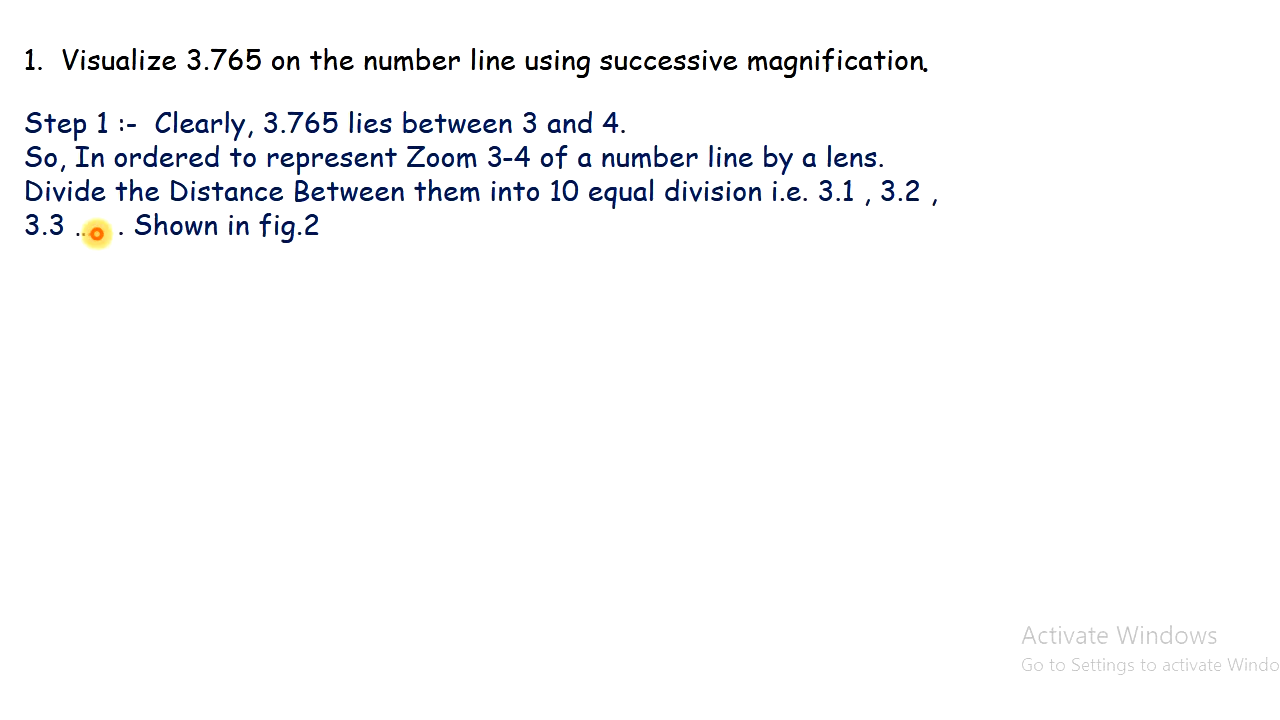 1. Visualize 3.765 on the number line using successive magnification.
Step 1 :- Clearly, 3.765 lies between 3 and 4.
So, In ordered to represent Zoom 3-4 of a number line by a lens.
Divide the Distance Between them into 10 equal division i.e. 3.1 , 3.2 ,
3.3 .. . Shown in fig.2
Activate Windows
Go to Settings to activate Windo